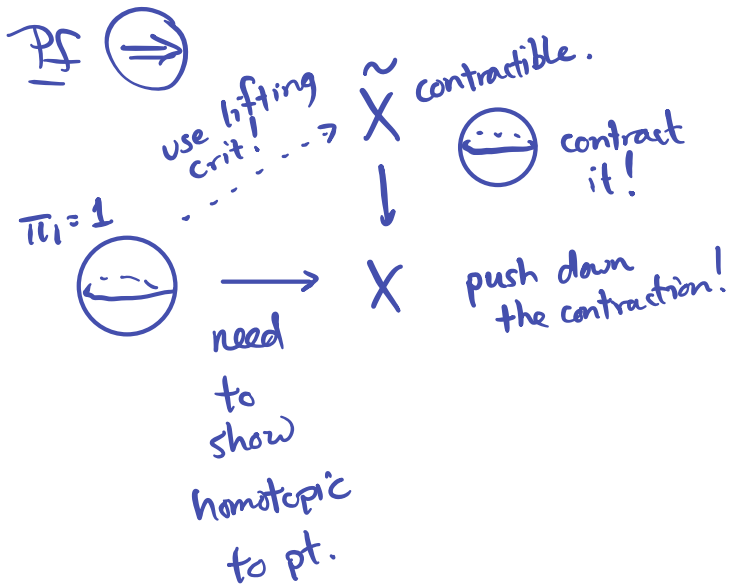 Pf ⇒
use lifting
crit!
X̃ contractible.
contract
it!
π₁ = 1
X
push down
the contraction!
need
to
show
homotopic
to pt.